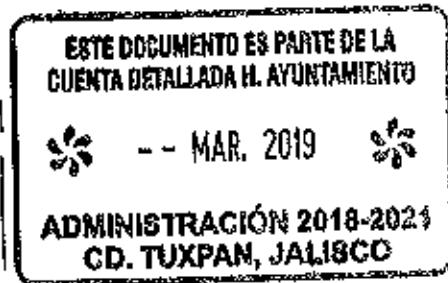 ESTE DOCUMENTO ES PARTE DE LA
CUENTA DETALLADA H. AYUNTAMIENTO
-- MAR. 2019
ADMINISTRACIÓN 2018-2021
CD. TUXPAN, JALISCO